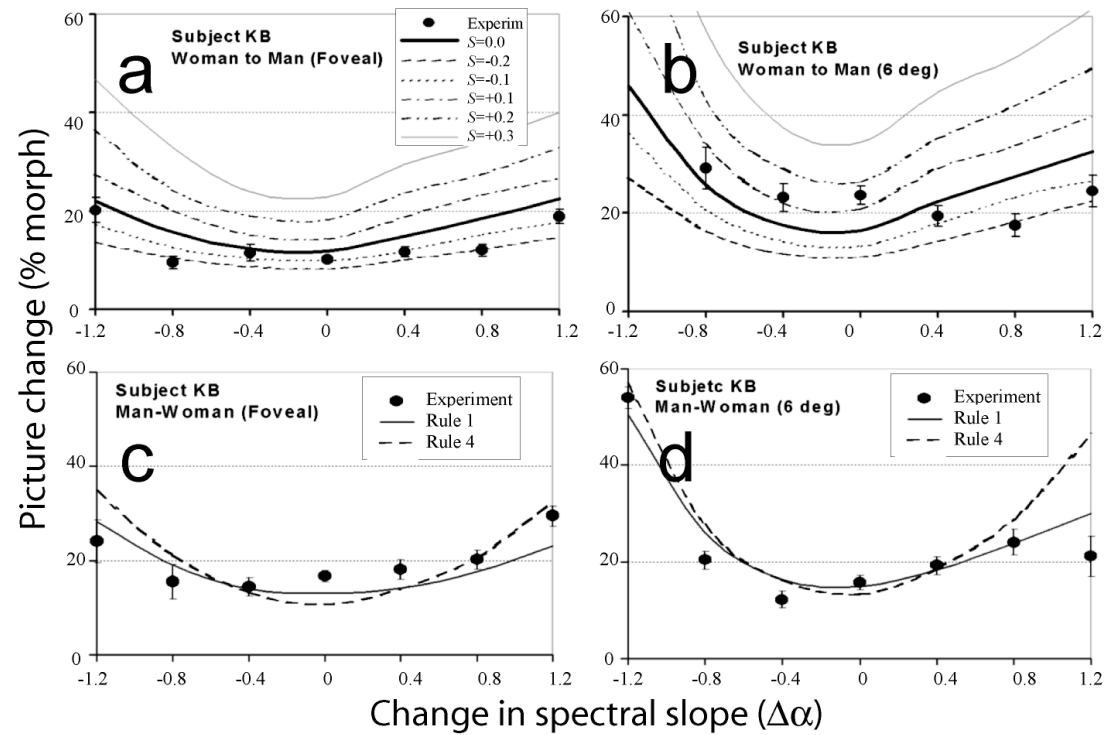 Picture change (% morph)
60
40
20
0
a
Subject KB
Woman to Man (Foveal)
Experim
S=0.0
S=-0.2
S=-0.1
S=+0.1
S=+0.2
S=+0.3
-1.2 -0.8 -0.4 0 0.4 0.8 1.2
60
40
20
0
b
Subject KB
Woman to Man (6 deg)
-1.2 -0.8 -0.4 0 0.4 0.8 1.2
60
40
20
0
c
Subject KB
Man-Woman (Foveal)
Experiment
Rule 1
Rule 4
-1.2 -0.8 -0.4 0 0.4 0.8 1.2
60
40
20
0
d
Subjetc KB
Man-Woman (6 deg)
Experiment
Rule 1
Rule 4
-1.2 -0.8 -0.4 0 0.4 0.8 1.2
Change in spectral slope (Δα)